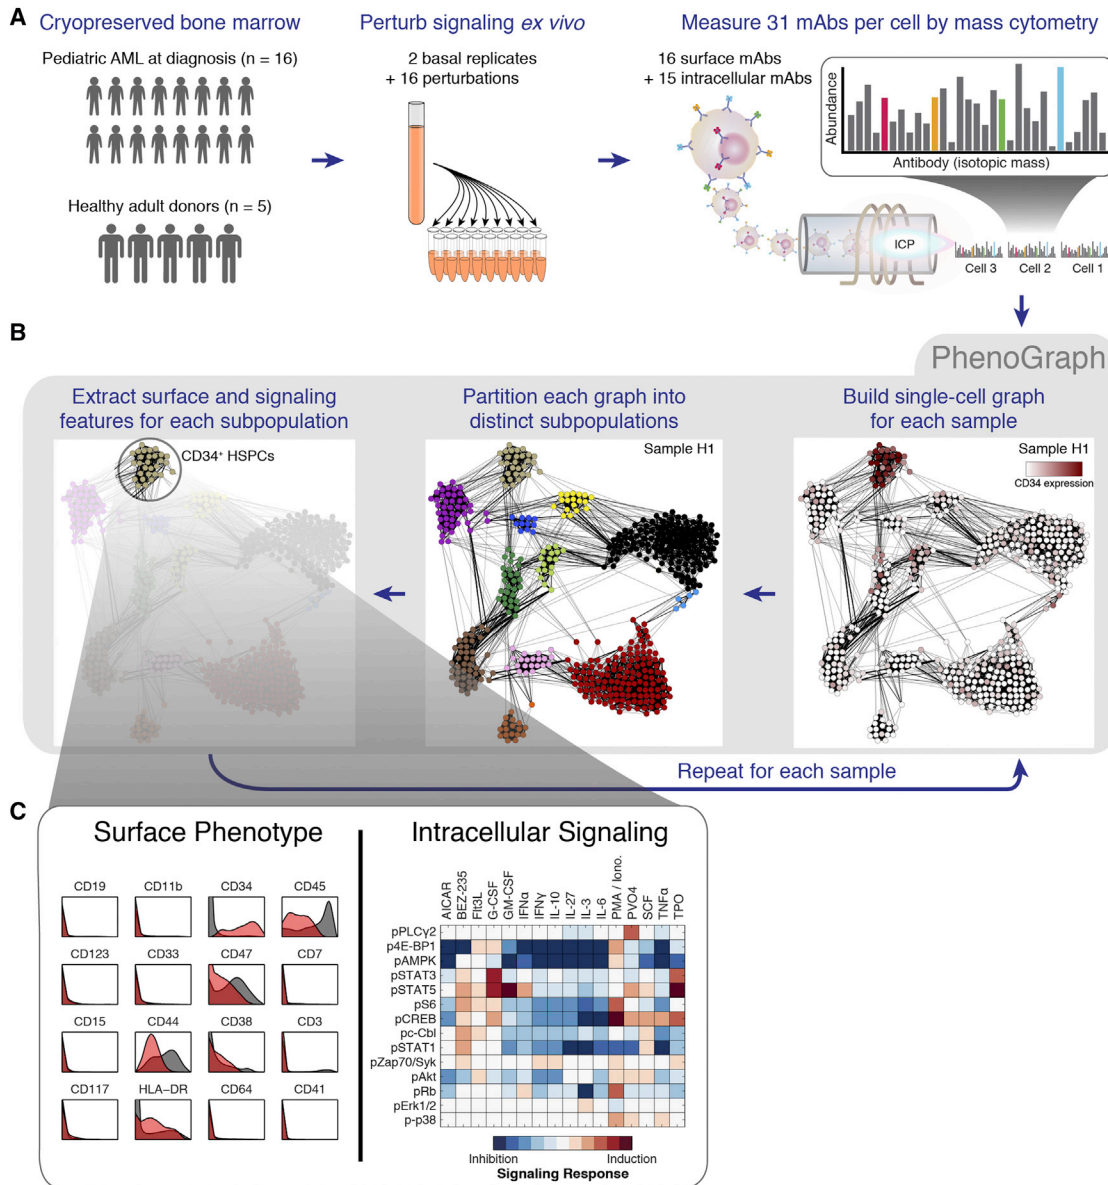 A
Cryopreserved bone marrow
Pediatric AML at diagnosis (n = 16)
Healthy adult donors (n = 5)
Perturb signaling ex vivo
2 basal replicates
+ 16 perturbations
Measure 31 mAbs per cell by mass cytometry
16 surface mAbs
+ 15 intracellular mAbs
Abundance
Antibody (isotopic mass)
ICP
Cell 3
Cell 2
Cell 1
B
PhenoGraph
Extract surface and signaling
features for each subpopulation
CD34+ HSPCs
Partition each graph into
distinct subpopulations
Sample H1
Build single-cell graph
for each sample
Sample H1
CD34 expression
Repeat for each sample
C
Surface Phenotype
CD19 CD11b CD34 CD45
CD123 CD33 CD47 CD7
CD15 CD44 CD38 CD3
CD117 HLA–DR CD64 CD41
Intracellular Signaling
AICAR
BEZ-235
Flt3L
G-CSF
GM-CSF
IFNα
IFNγ
IL-10
IL-27
IL-3
IL-6
PMA / Iono.
PVO4
SCF
TNFα
TPO
pPLCγ2
p4E-BP1
pAMPK
pSTAT3
pSTAT5
pS6
pCREB
pc-Cbl
pSTAT1
pZap70/Syk
pAkt
pRb
pErk1/2
p-p38
Inhibition
Induction
Signaling Response